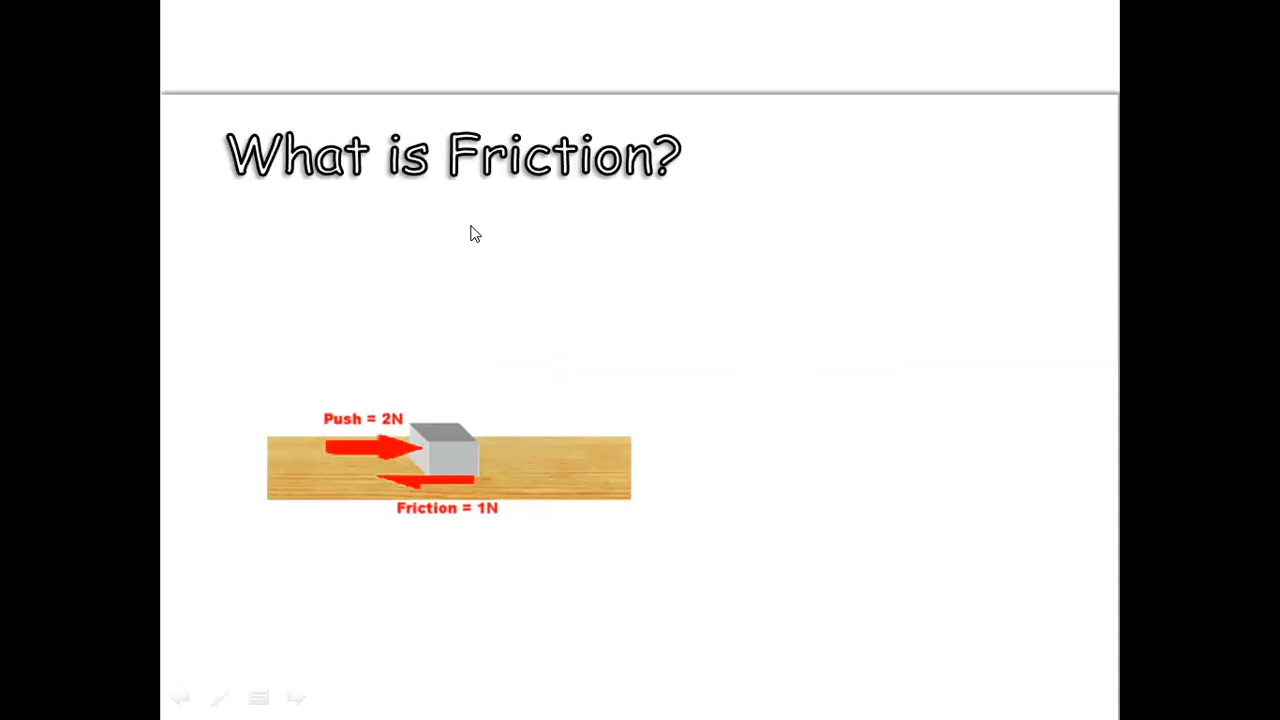 What is Friction?
Push = 2N
Friction = 1N